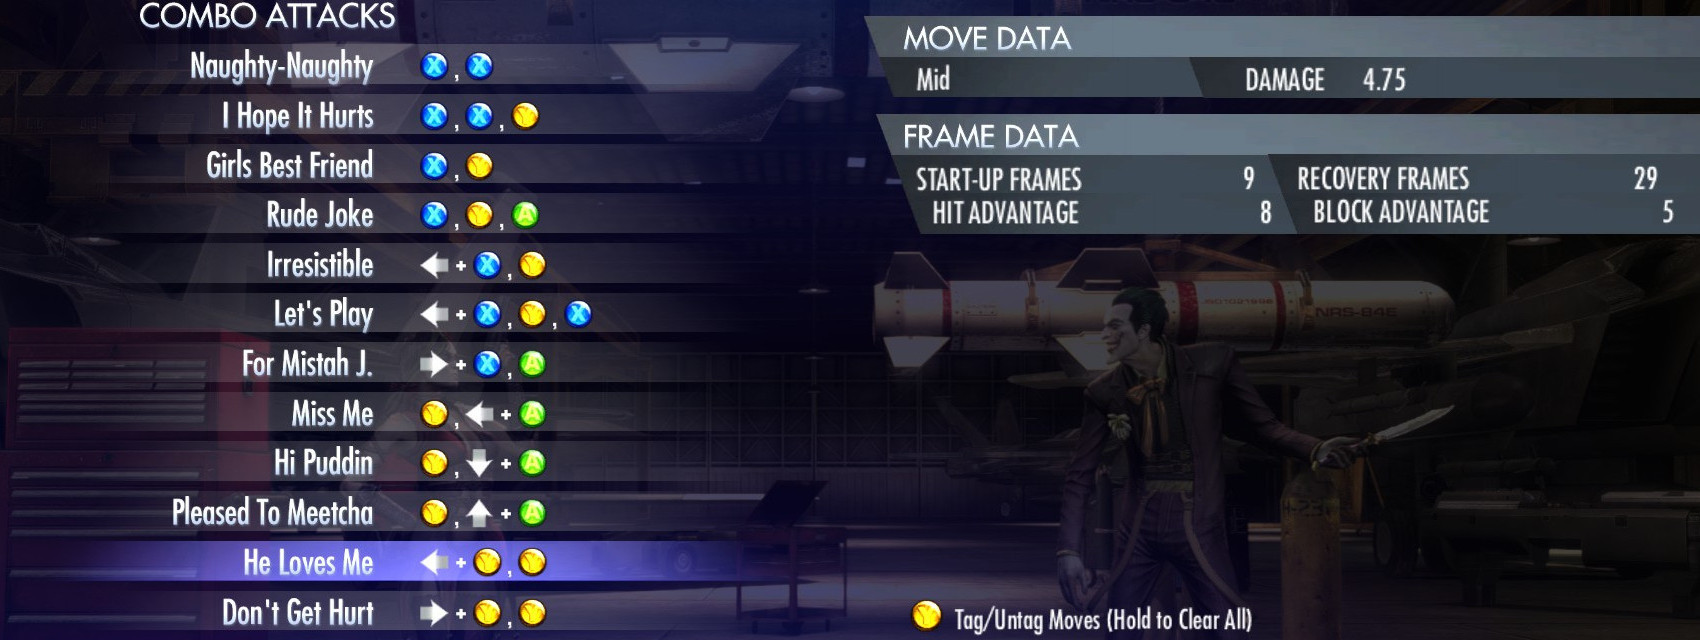 COMBO ATTACKS
Naughty-Naughty X , X
I Hope It Hurts X , X , Y
Girls Best Friend X , Y
Rude Joke X , Y , A
Irresistible ← + X , Y
Let's Play ← + X , Y , X
For Mistah J. → + X , A
Miss Me Y , ← + A
Hi Puddin Y , ↓ + A
Pleased To Meetcha Y , ↑ + A
He Loves Me ← + Y , Y
Don't Get Hurt → + Y , Y
MOVE DATA
Mid DAMAGE 4.75
FRAME DATA
START-UP FRAMES 9 RECOVERY FRAMES 29
HIT ADVANTAGE 8 BLOCK ADVANTAGE 5
NRS-84E
Y Tag/Untag Moves (Hold to Clear All)